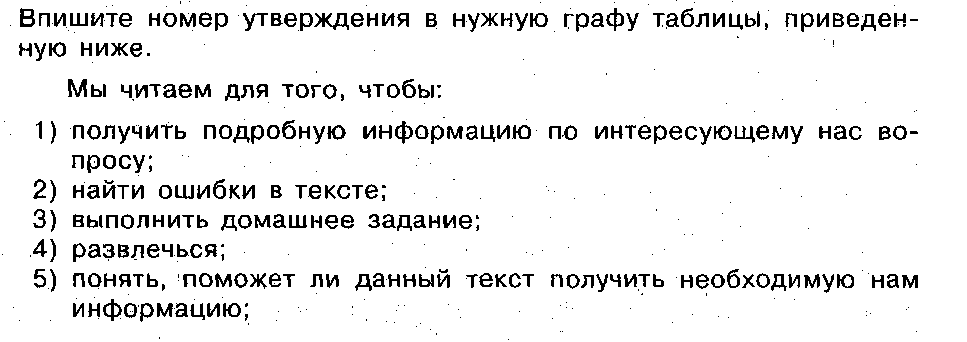 Впишите номер утверждения в нужную графу таблицы, приведен-
ную ниже.
Мы читаем для того, чтобы:
1) получить подробную информацию по интересующему нас во-
просу;
2) найти ошибки в тексте;
3) выполнить домашнее задание;
4) развлечься;
5) понять, поможет ли данный текст получить необходимую нам
информацию;